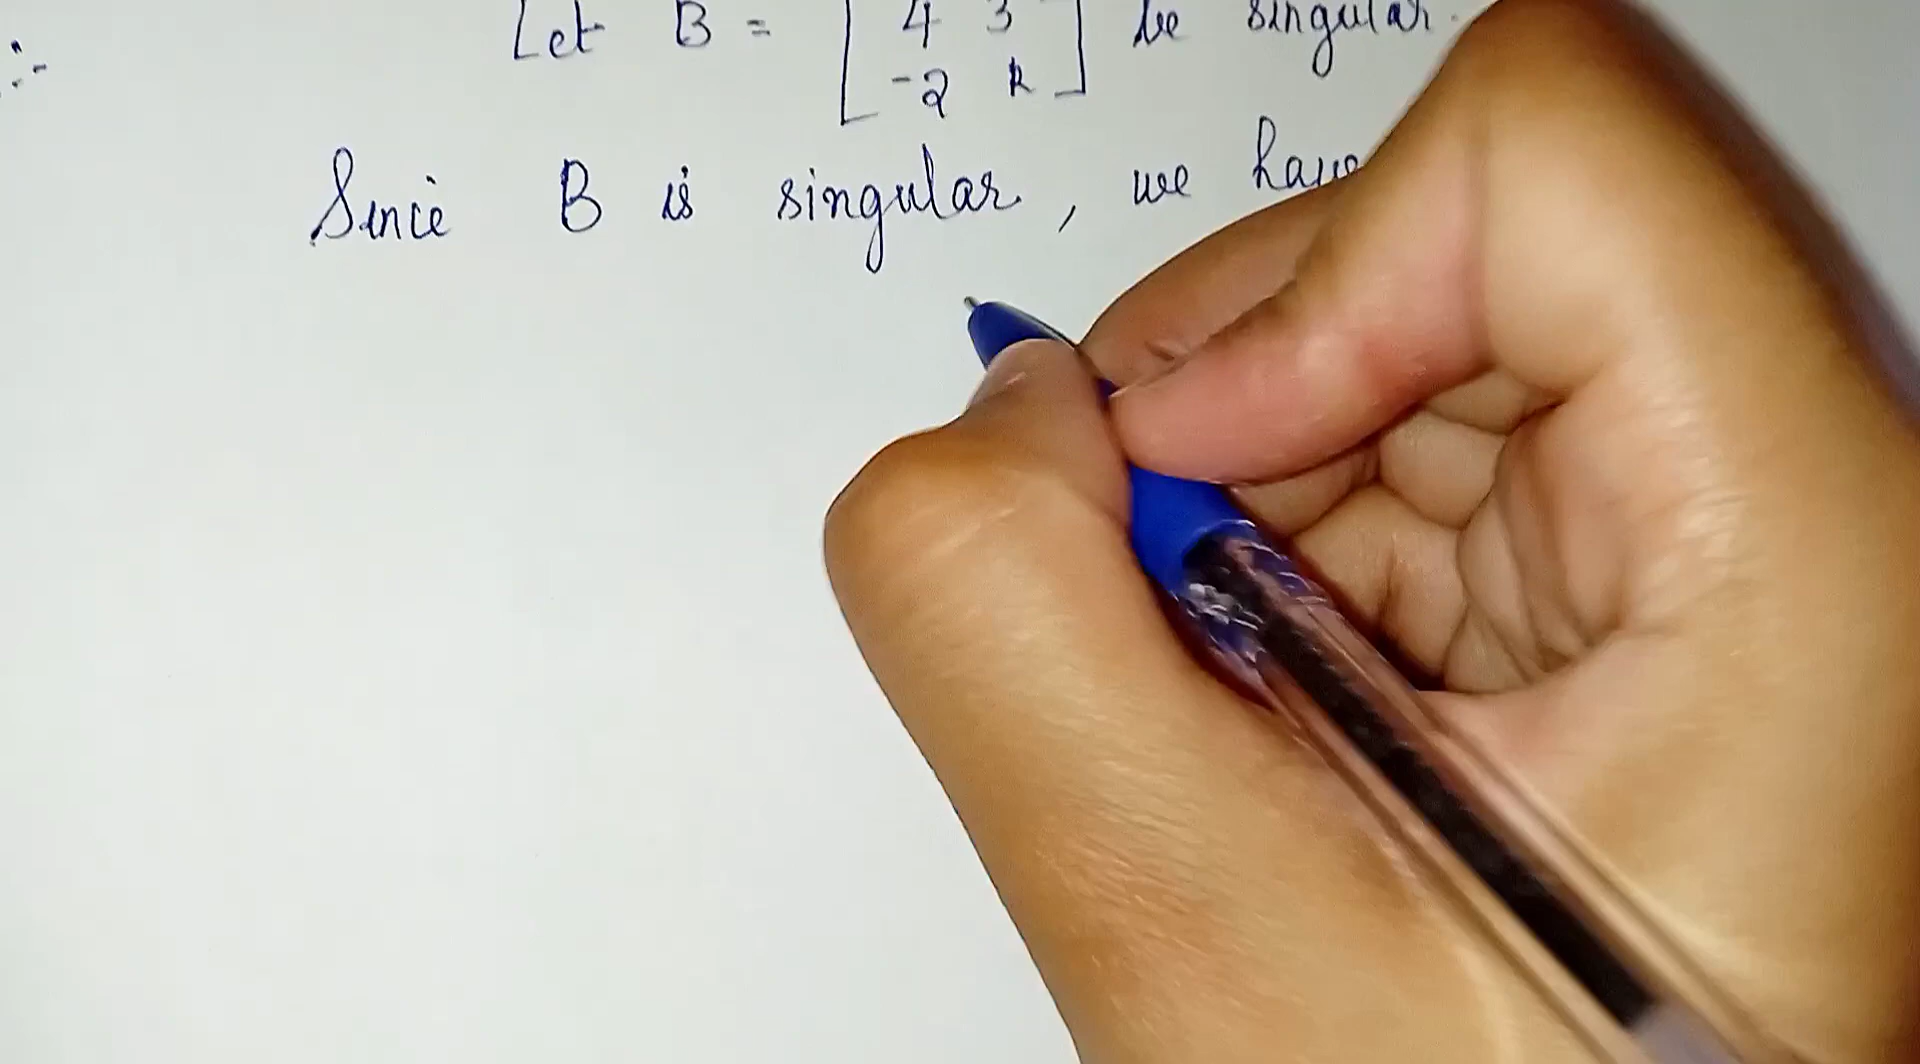 ∴ Let B = [ 4 3 ] be singular.
-2 k
Since B is singular, we have